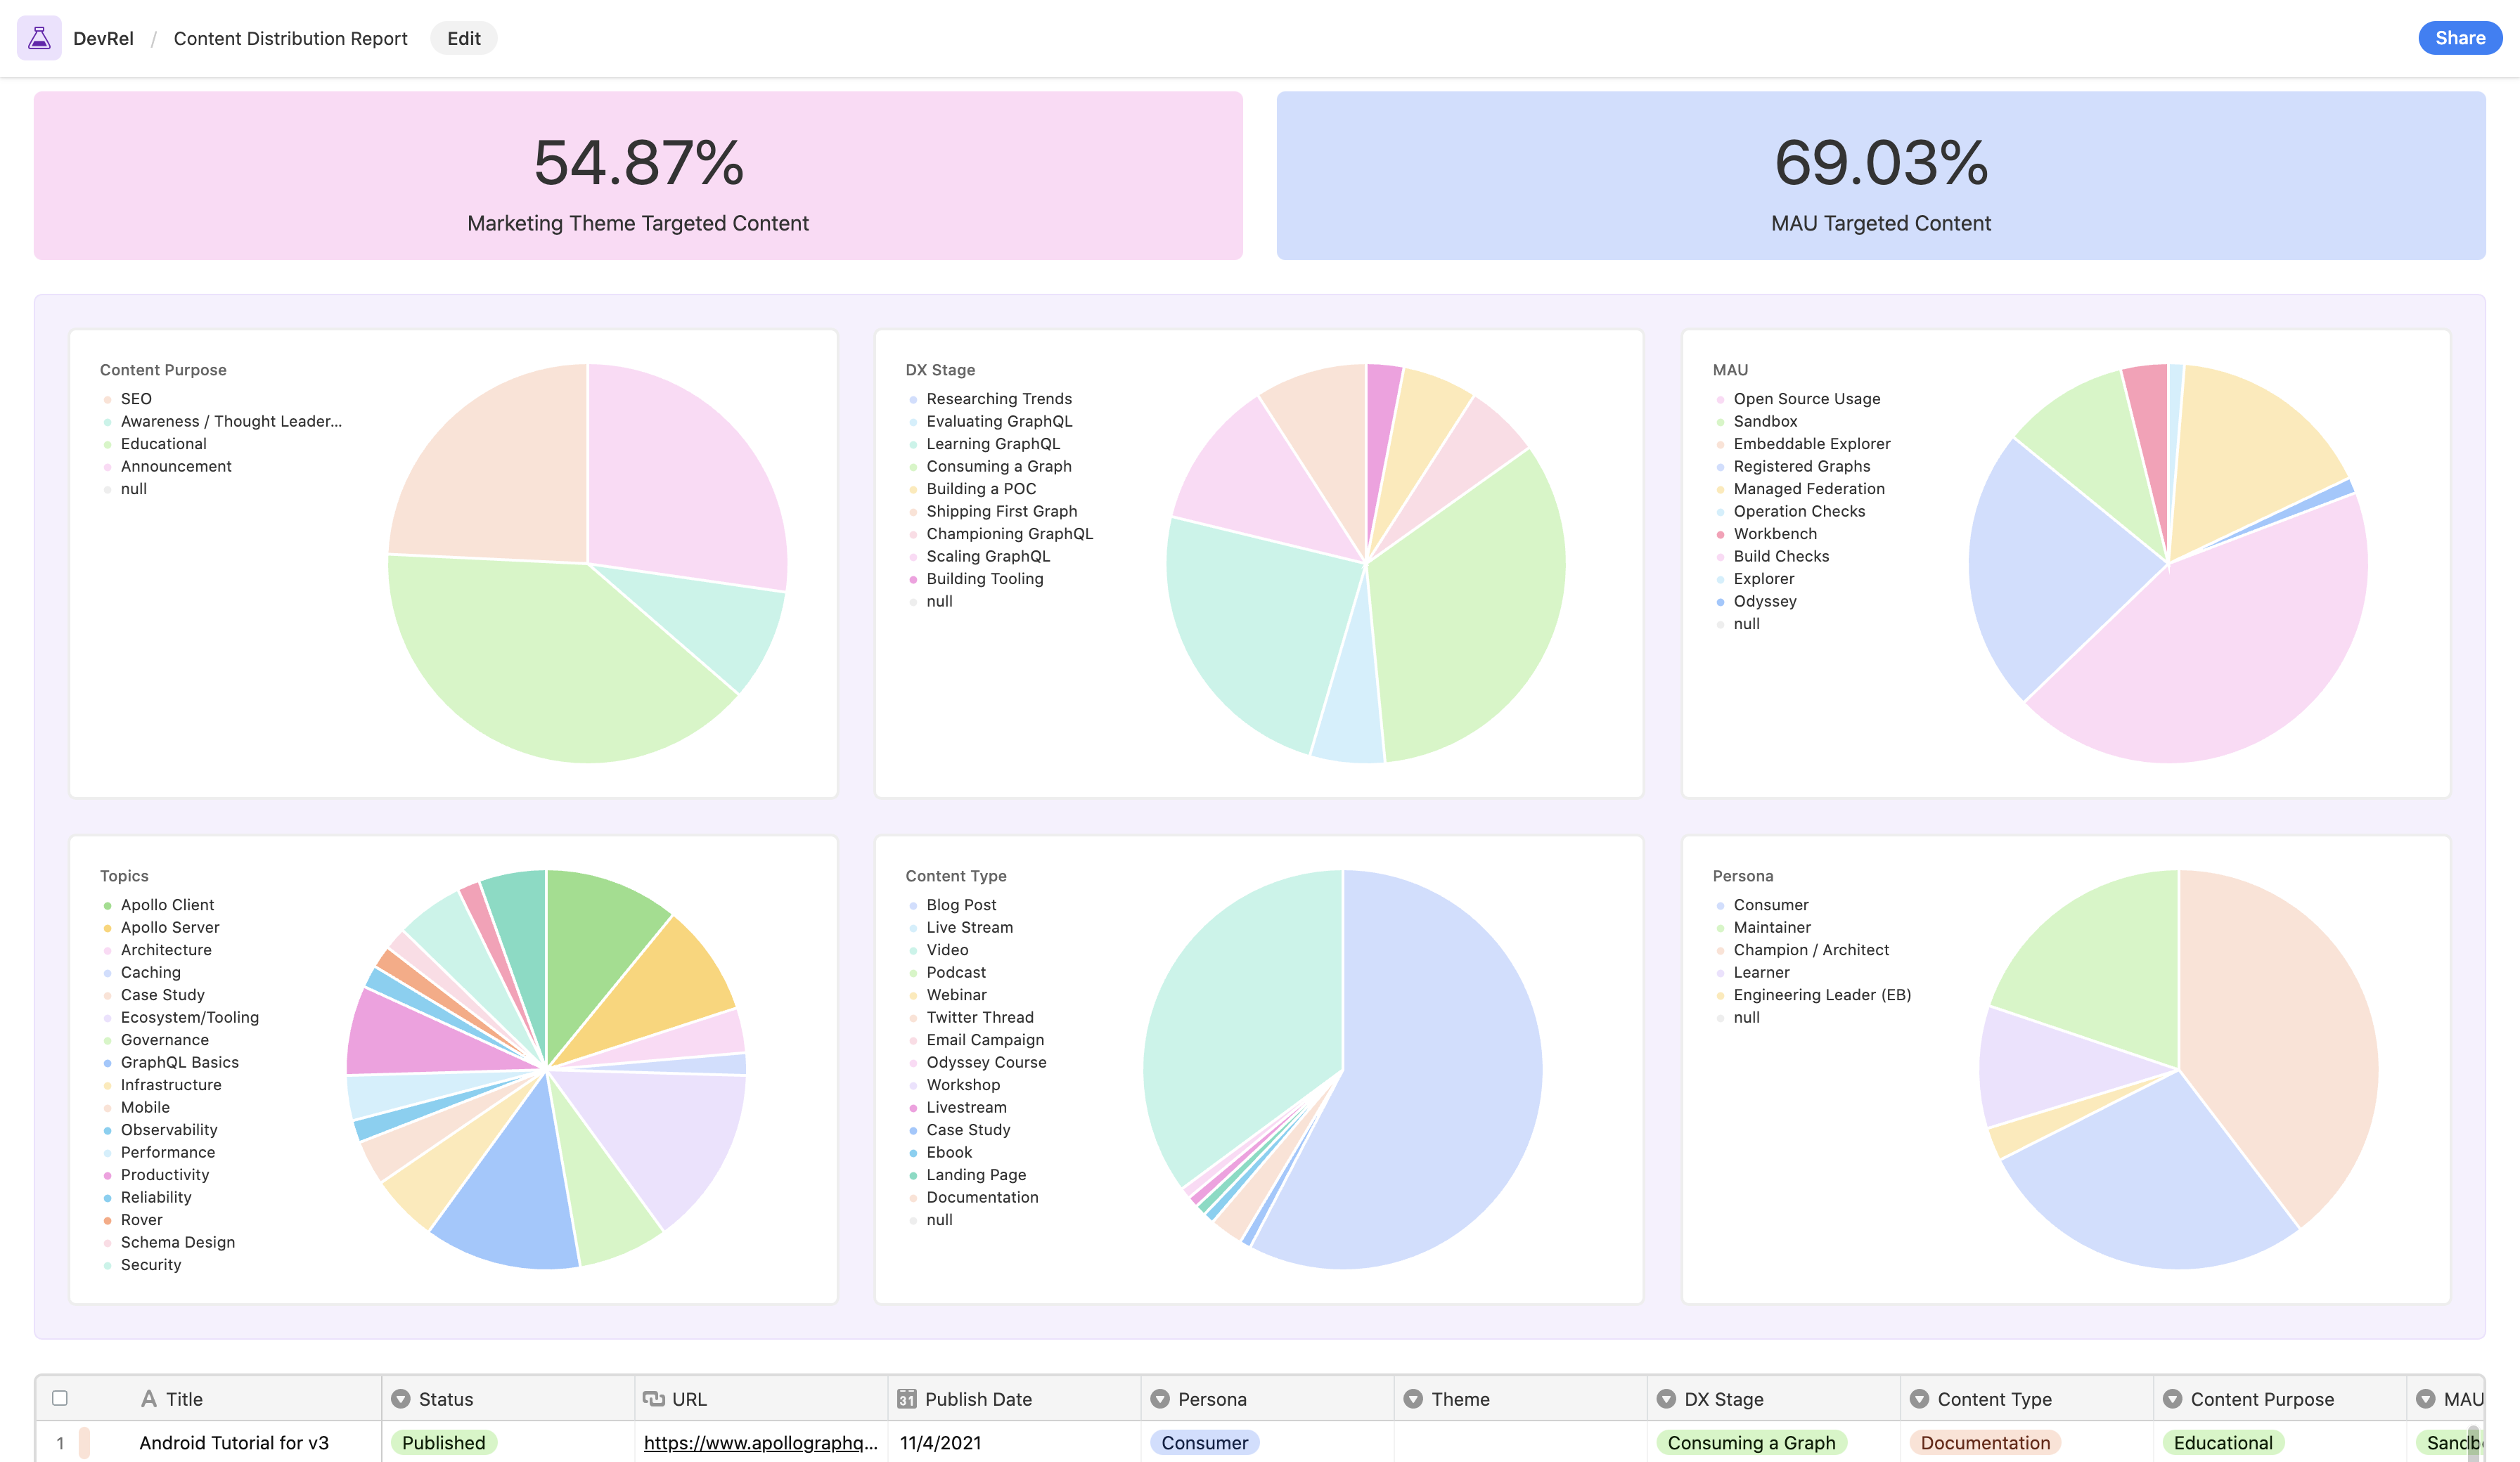 DevRel / Content Distribution Report Edit Share
54.87%
Marketing Theme Targeted Content
69.03%
MAU Targeted Content
Content Purpose
SEO
Awareness / Thought Leader...
Educational
Announcement
null
DX Stage
Researching Trends
Evaluating GraphQL
Learning GraphQL
Consuming a Graph
Building a POC
Shipping First Graph
Championing GraphQL
Scaling GraphQL
Building Tooling
null
MAU
Open Source Usage
Sandbox
Embeddable Explorer
Registered Graphs
Managed Federation
Operation Checks
Workbench
Build Checks
Explorer
Odyssey
null
Topics
Apollo Client
Apollo Server
Architecture
Caching
Case Study
Ecosystem/Tooling
Governance
GraphQL Basics
Infrastructure
Mobile
Observability
Performance
Productivity
Reliability
Rover
Schema Design
Security
Content Type
Blog Post
Live Stream
Video
Podcast
Webinar
Twitter Thread
Email Campaign
Odyssey Course
Workshop
Livestream
Case Study
Ebook
Landing Page
Documentation
null
Persona
Consumer
Maintainer
Champion / Architect
Learner
Engineering Leader (EB)
null
Title Status URL 31 Publish Date Persona Theme DX Stage Content Type Content Purpose MAU
1 Android Tutorial for v3 Published https://www.apollographq... 11/4/2021 Consumer Consuming a Graph Documentation Educational